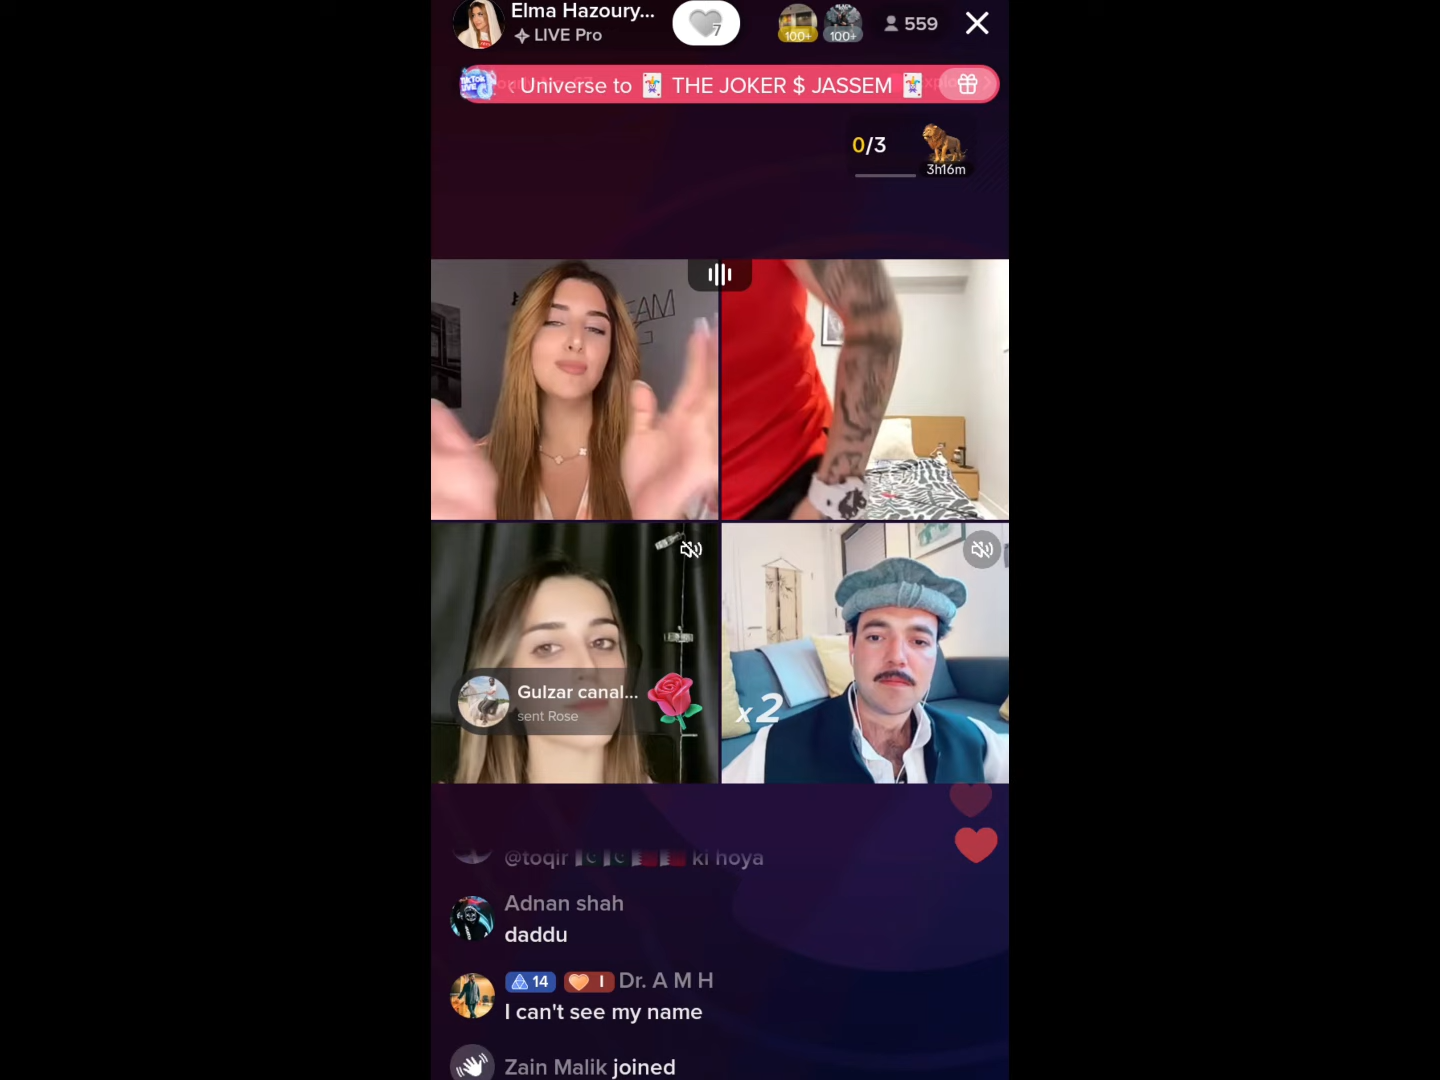 Elma Hazoury...
LIVE Pro
7
100+
100+
559
Universe to 🃏 THE JOKER $ JASSEM 🃏
0/3
3h16m
EAM
Gulzar canal...
sent Rose
x2
@toqir 🇵🇰🇵🇰🇶🇦🇶🇦 ki hoya
Adnan shah
daddu
14 I Dr. A M H
I can't see my name
Zain Malik joined